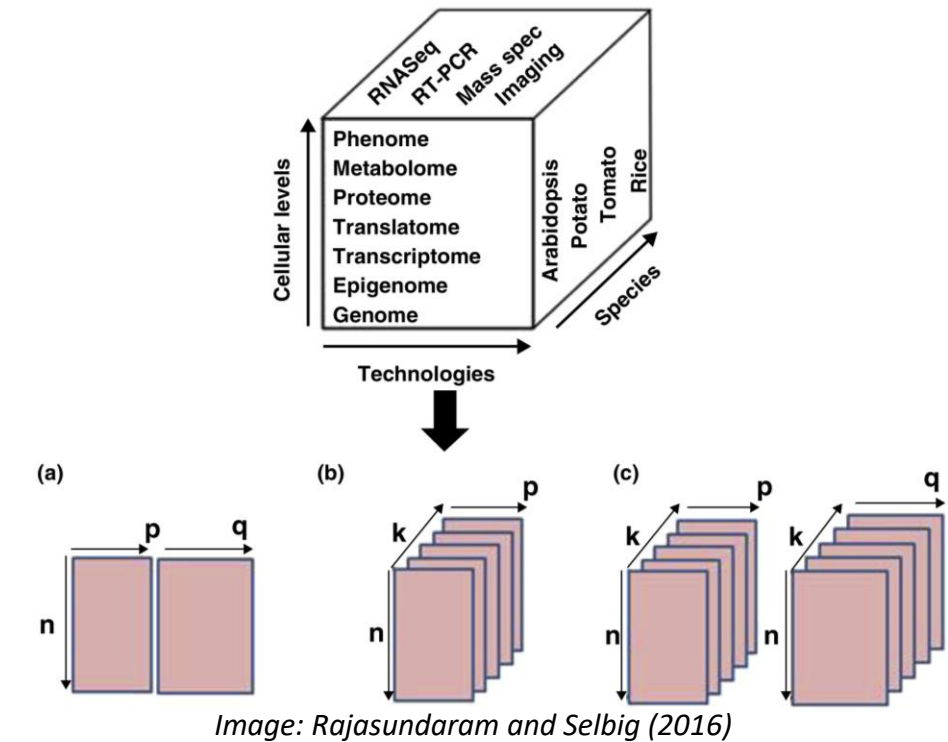 RNASeq
RT-PCR
Mass spec
Imaging
Phenome
Metabolome
Proteome
Translatome
Transcriptome
Epigenome
Genome
Cellular levels
Arabidopsis
Potato
Tomato
Rice
Species
Technologies
(a)
(b)
(c)
p
q
n
k
p
n
k
p
n
k
q
n
Image: Rajasundaram and Selbig (2016)